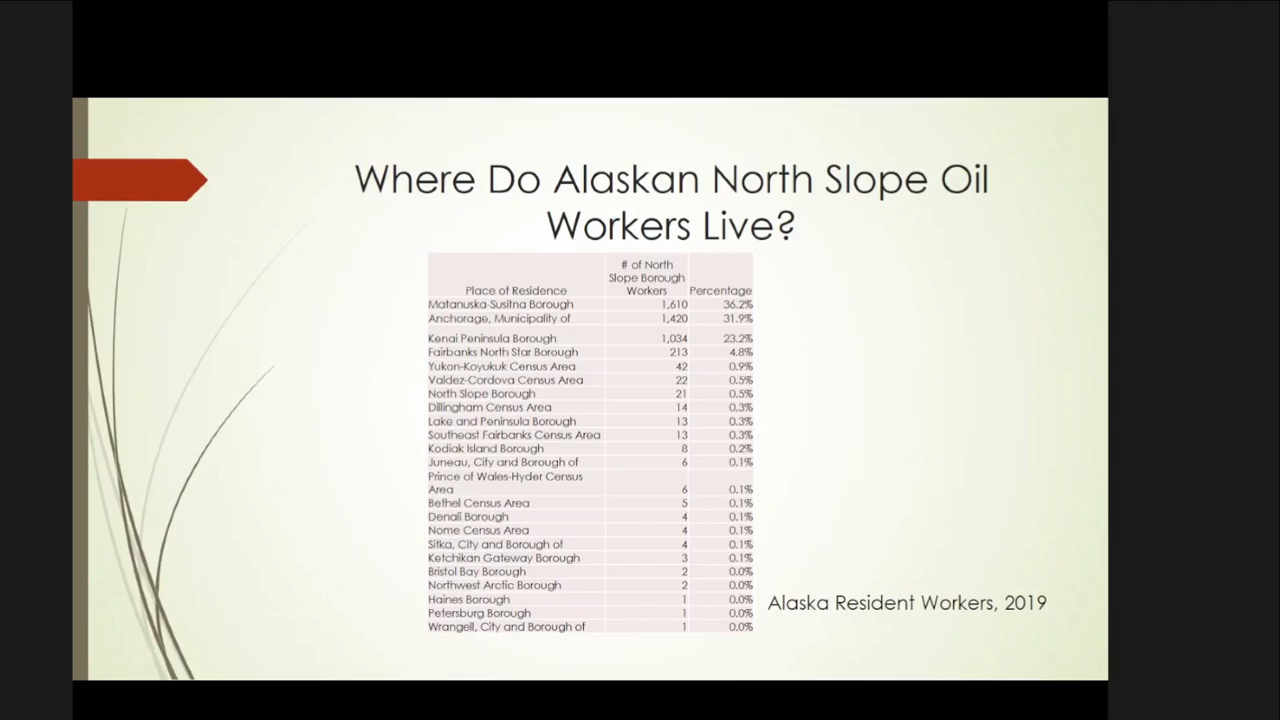 Where Do Alaskan North Slope Oil
Workers Live?
Place of Residence # of North Slope Borough Workers Percentage
Matanuska-Susitna Borough 1,610 36.2%
Anchorage, Municipality of 1,420 31.9%
Kenai Peninsula Borough 1,034 23.2%
Fairbanks North Star Borough 213 4.8%
Yukon-Koyukuk Census Area 42 0.9%
Valdez-Cordova Census Area 22 0.5%
North Slope Borough 21 0.5%
Dillingham Census Area 14 0.3%
Lake and Peninsula Borough 13 0.3%
Southeast Fairbanks Census Area 13 0.3%
Kodiak Island Borough 8 0.2%
Juneau, City and Borough of 6 0.1%
Prince of Wales-Hyder Census
Area 6 0.1%
Bethel Census Area 5 0.1%
Denali Borough 4 0.1%
Nome Census Area 4 0.1%
Sitka, City and Borough of 4 0.1%
Ketchikan Gateway Borough 3 0.1%
Bristol Bay Borough 2 0.0%
Northwest Arctic Borough 2 0.0%
Haines Borough 1 0.0%
Petersburg Borough 1 0.0%
Wrangell, City and Borough of 1 0.0%
Alaska Resident Workers, 2019